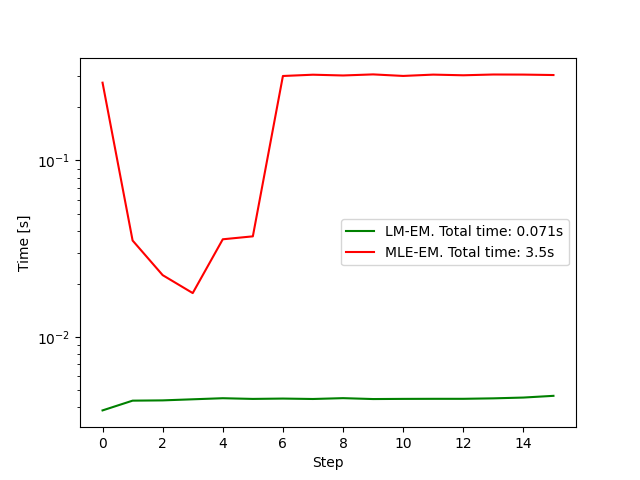 10⁻¹
10⁻²
Time [s]
LM-EM. Total time: 0.071s
MLE-EM. Total time: 3.5s
0 2 4 6 8 10 12 14
Step